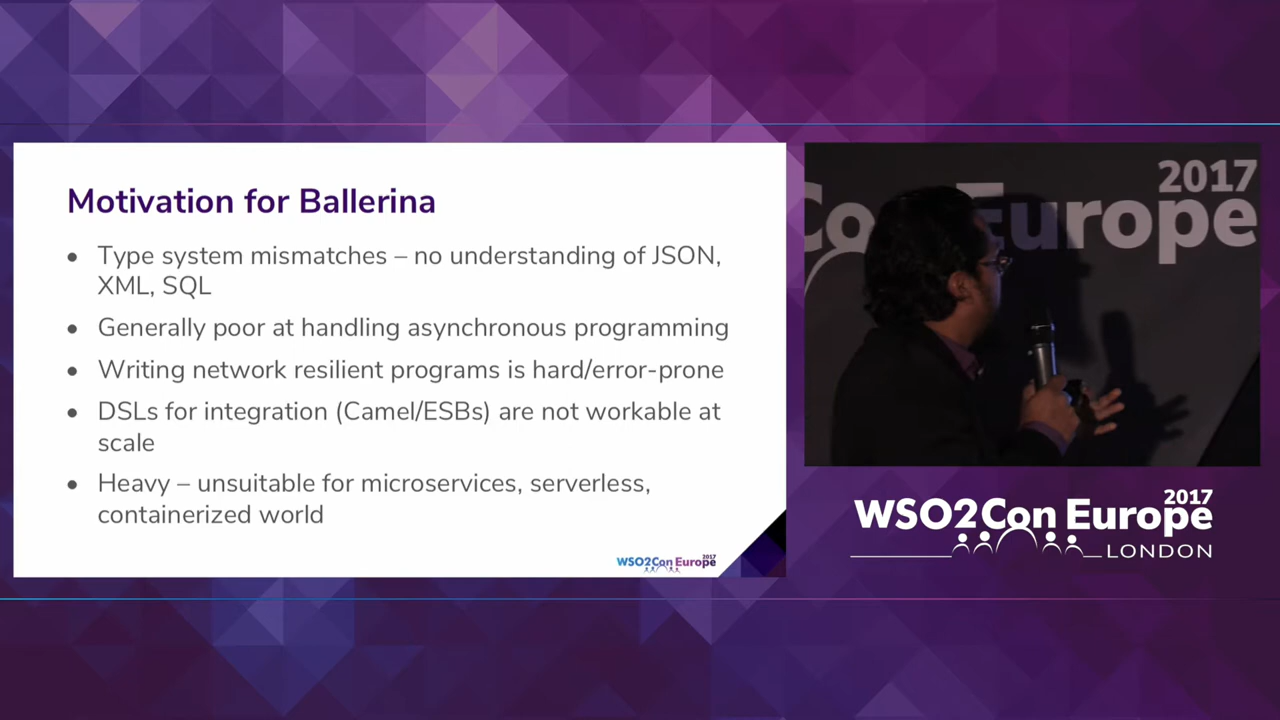 Motivation for Ballerina
• Type system mismatches – no understanding of JSON,
XML, SQL
• Generally poor at handling asynchronous programming
• Writing network resilient programs is hard/error-prone
• DSLs for integration (Camel/ESBs) are not workable at
scale
• Heavy – unsuitable for microservices, serverless,
containerized world
WSO2Con Europe 2017
2017
Con Europe
2017
WSO2Con Europe
LONDON